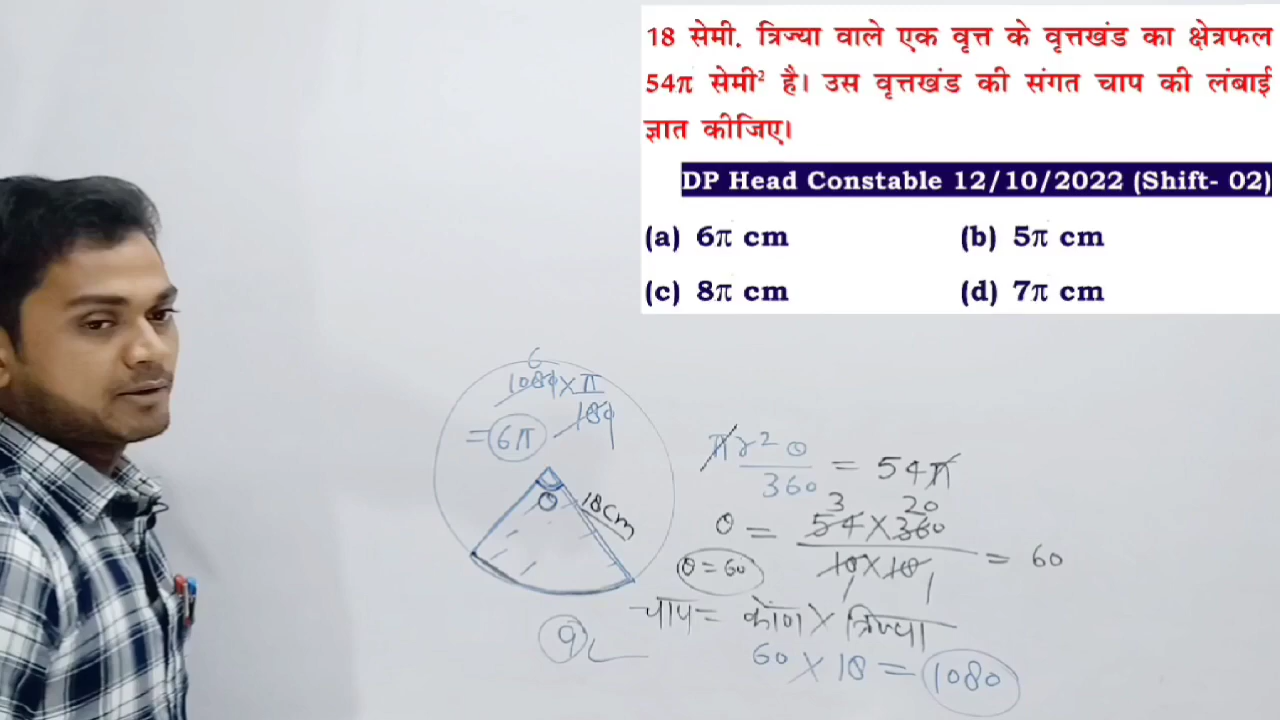 18 सेमी. त्रिज्या वाले एक वृत्त के वृत्तखंड का क्षेत्रफल
54π सेमी² है। उस वृत्तखंड की संगत चाप की लंबाई
ज्ञात कीजिए।
DP Head Constable 12/10/2022 (Shift- 02)
(a) 6π cm (b) 5π cm
(c) 8π cm (d) 7π cm
6
1080×π
180
= 6π
θ
18cm
πr²θ
360
= 54π
3 20
θ = 54×360
18×18
= 60
1 1
θ = 60
चाप = कोण × त्रिज्या
60 × 18 = 1080